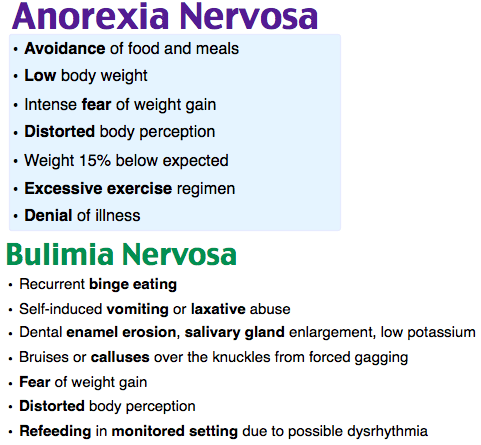 Anorexia Nervosa
• Avoidance of food and meals
• Low body weight
• Intense fear of weight gain
• Distorted body perception
• Weight 15% below expected
• Excessive exercise regimen
• Denial of illness
Bulimia Nervosa
• Recurrent binge eating
• Self-induced vomiting or laxative abuse
• Dental enamel erosion, salivary gland enlargement, low potassium
• Bruises or calluses over the knuckles from forced gagging
• Fear of weight gain
• Distorted body perception
• Refeeding in monitored setting due to possible dysrhythmia